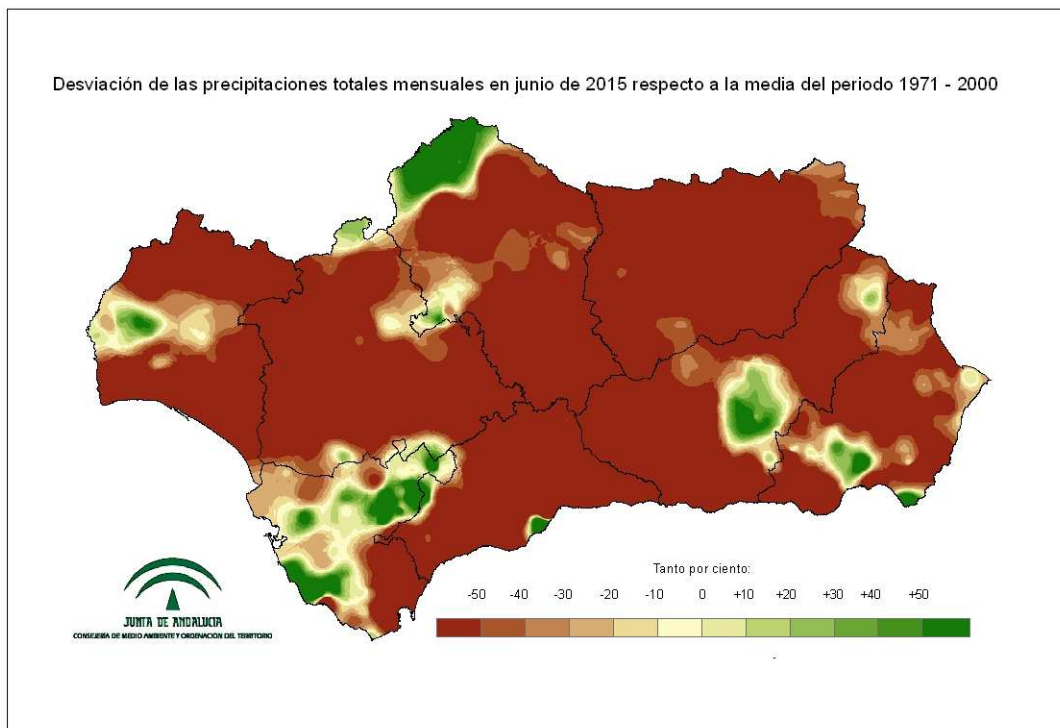 Desviación de las precipitaciones totales mensuales en junio de 2015 respecto a la media del periodo 1971 - 2000
Tanto por ciento:
-50 -40 -30 -20 -10 0 +10 +20 +30 +40 +50
JUNTA DE ANDALUCIA
CONSEJERÍA DE MEDIO AMBIENTE Y ORDENACIÓN DEL TERRITORIO
-